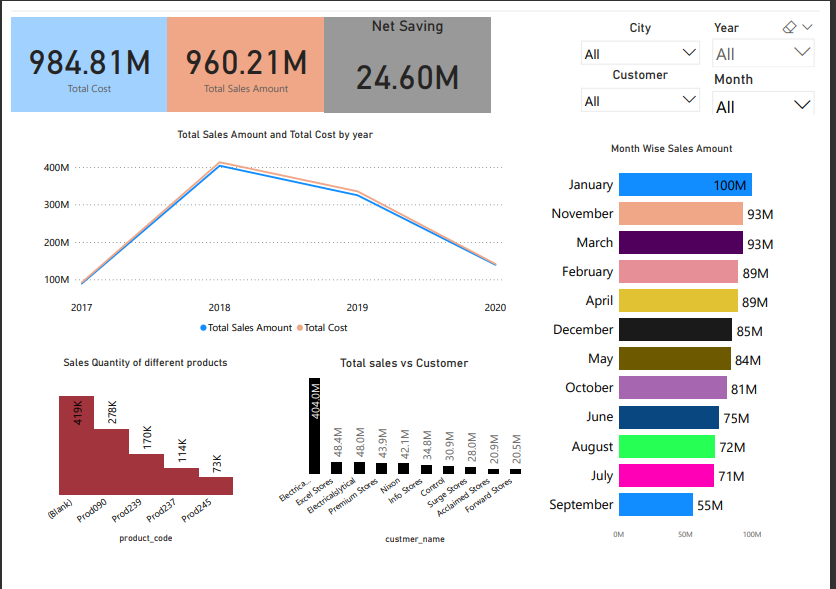 984.81M
Total Cost
960.21M
Total Sales Amount
Net Saving
24.60M
City
All
Year
All
Customer
All
Month
All
Total Sales Amount and Total Cost by year
400M
300M
200M
100M
2017 2018 2019 2020
Total Sales Amount Total Cost
Month Wise Sales Amount
January 100M
November 93M
March 93M
February 89M
April 89M
December 85M
May 84M
October 81M
June 75M
August 72M
July 71M
September 55M
0M 50M 100M
Sales Quantity of different products
419K 278K 170K 114K 73K
(Blank) Prod090 Prod239 Prod237 Prod245
product_code
Total sales vs Customer
404.0M 48.4M 48.0M 43.9M 42.1M 34.8M 30.9M 28.0M 20.9M 20.5M
Electrica... Excel Stores Electricalslytical Premium Stores Nixon Info Stores Control Surge Stores Acclaimed Stores Forward Stores
custmer_name